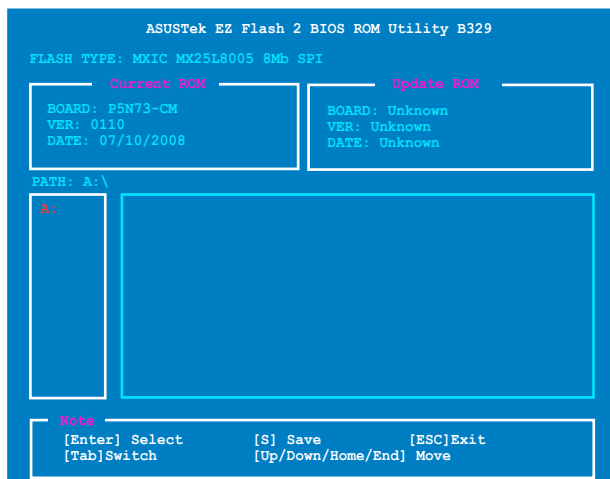 ASUSTek EZ Flash 2 BIOS ROM Utility B329
FLASH TYPE: MXIC MX25L8005 8Mb SPI
Current ROM
BOARD: P5N73-CM
VER: 0110
DATE: 07/10/2008
Update ROM
BOARD: Unknown
VER: Unknown
DATE: Unknown
PATH: A:\
A:
Note
[Enter] Select [S] Save [ESC]Exit
[Tab]Switch [Up/Down/Home/End] Move